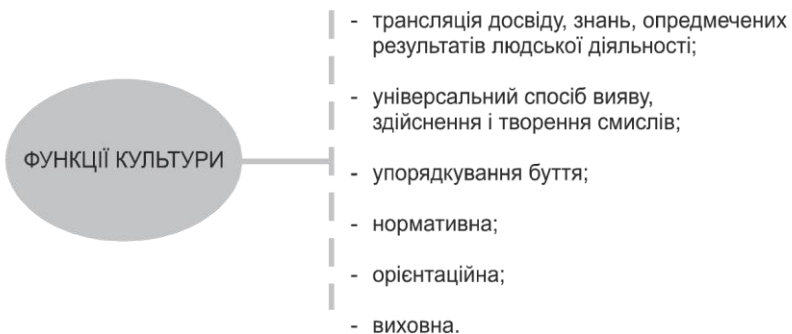 - трансляція досвіду, знань, опредмечених
результатів людської діяльності;
- універсальний спосіб вияву,
здійснення і творення смислів;
ФУНКЦІЇ КУЛЬТУРИ
- упорядкування буття;
- нормативна;
- орієнтаційна;
- виховна.